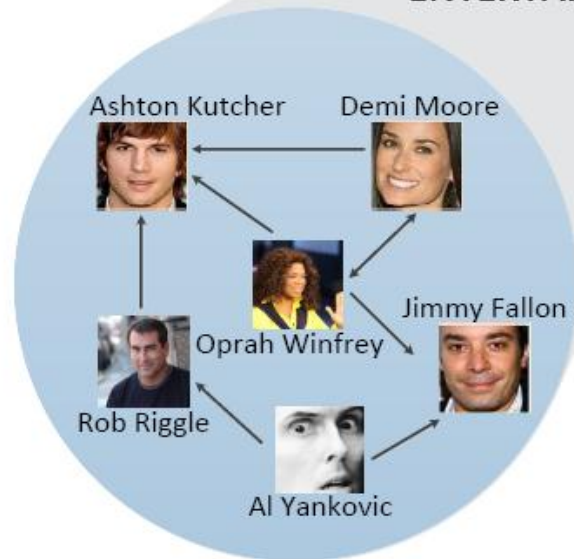 Ashton Kutcher
Demi Moore
Jimmy Fallon
Oprah Winfrey
Rob Riggle
Al Yankovic